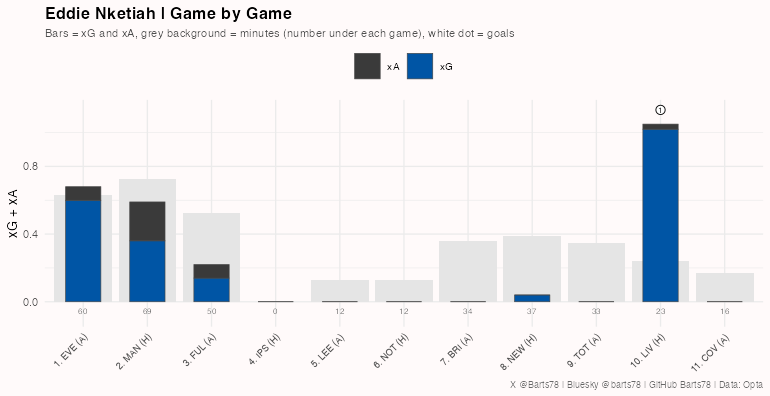 Eddie Nketiah | Game by Game
Bars = xG and xA, grey background = minutes (number under each game), white dot = goals
xA xG
1
xG + xA
0.8
0.4
0.0
60 69 50 0 12 12 34 37 33 23 16
1. EVE (A) 2. MAN (H) 3. FUL (A) 4. IPS (H) 5. LEE (A) 6. NOT (H) 7. BRI (A) 8. NEW (H) 9. TOT (A) 10. LIV (H) 11. COV (A)
X @Barts78 | Bluesky @barts78 | GitHub Barts78 | Data: Opta